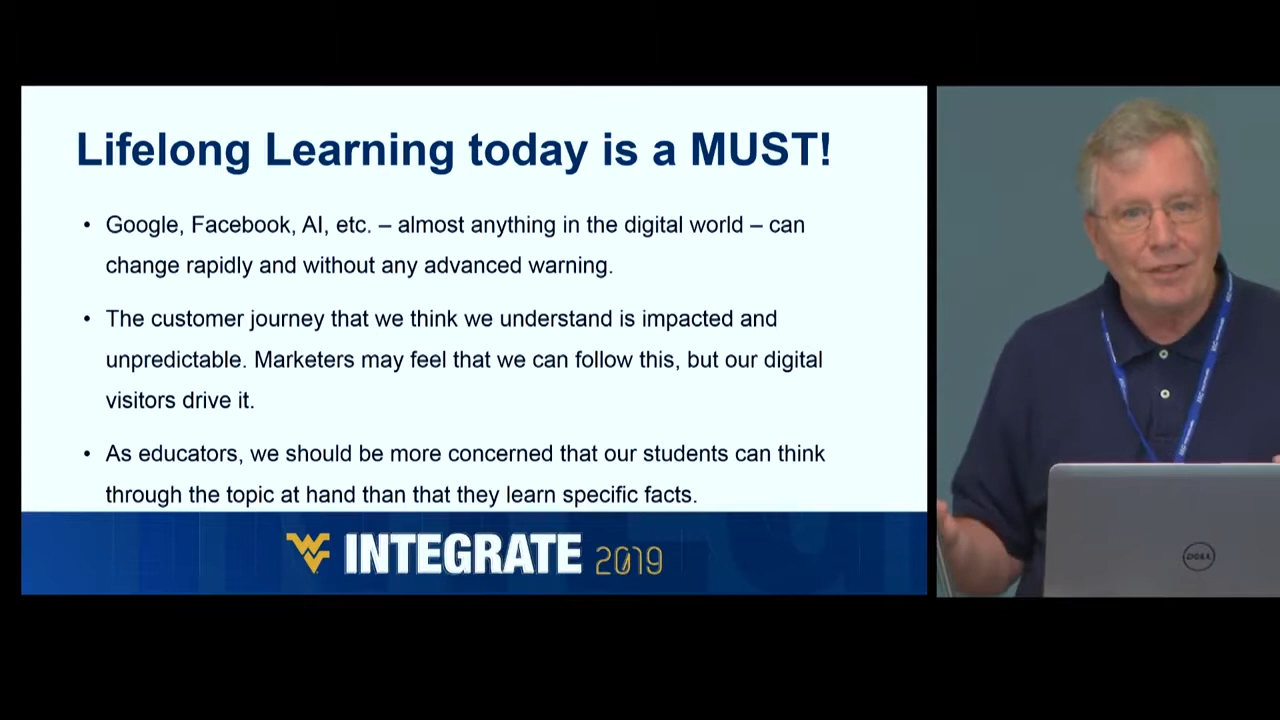 Lifelong Learning today is a MUST!
• Google, Facebook, AI, etc. – almost anything in the digital world – can
change rapidly and without any advanced warning.
• The customer journey that we think we understand is impacted and
unpredictable. Marketers may feel that we can follow this, but our digital
visitors drive it.
• As educators, we should be more concerned that our students can think
through the topic at hand than that they learn specific facts.
WV INTEGRATE 2019
DELL